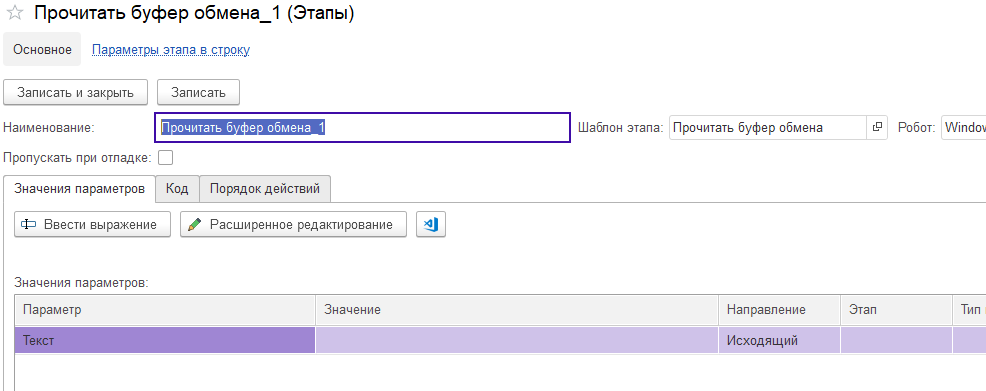 Прочитать буфер обмена_1 (Этапы)
Основное Параметры этапа в строку
Записать и закрыть Записать
Наименование: Прочитать буфер обмена_1 Шаблон этапа: Прочитать буфер обмена Робот: Window
Пропускать при отладке:
Значения параметров Код Порядок действий
Ввести выражение Расширенное редактирование
Значения параметров:
Параметр Значение Направление Этап Тип
Текст Исходящий